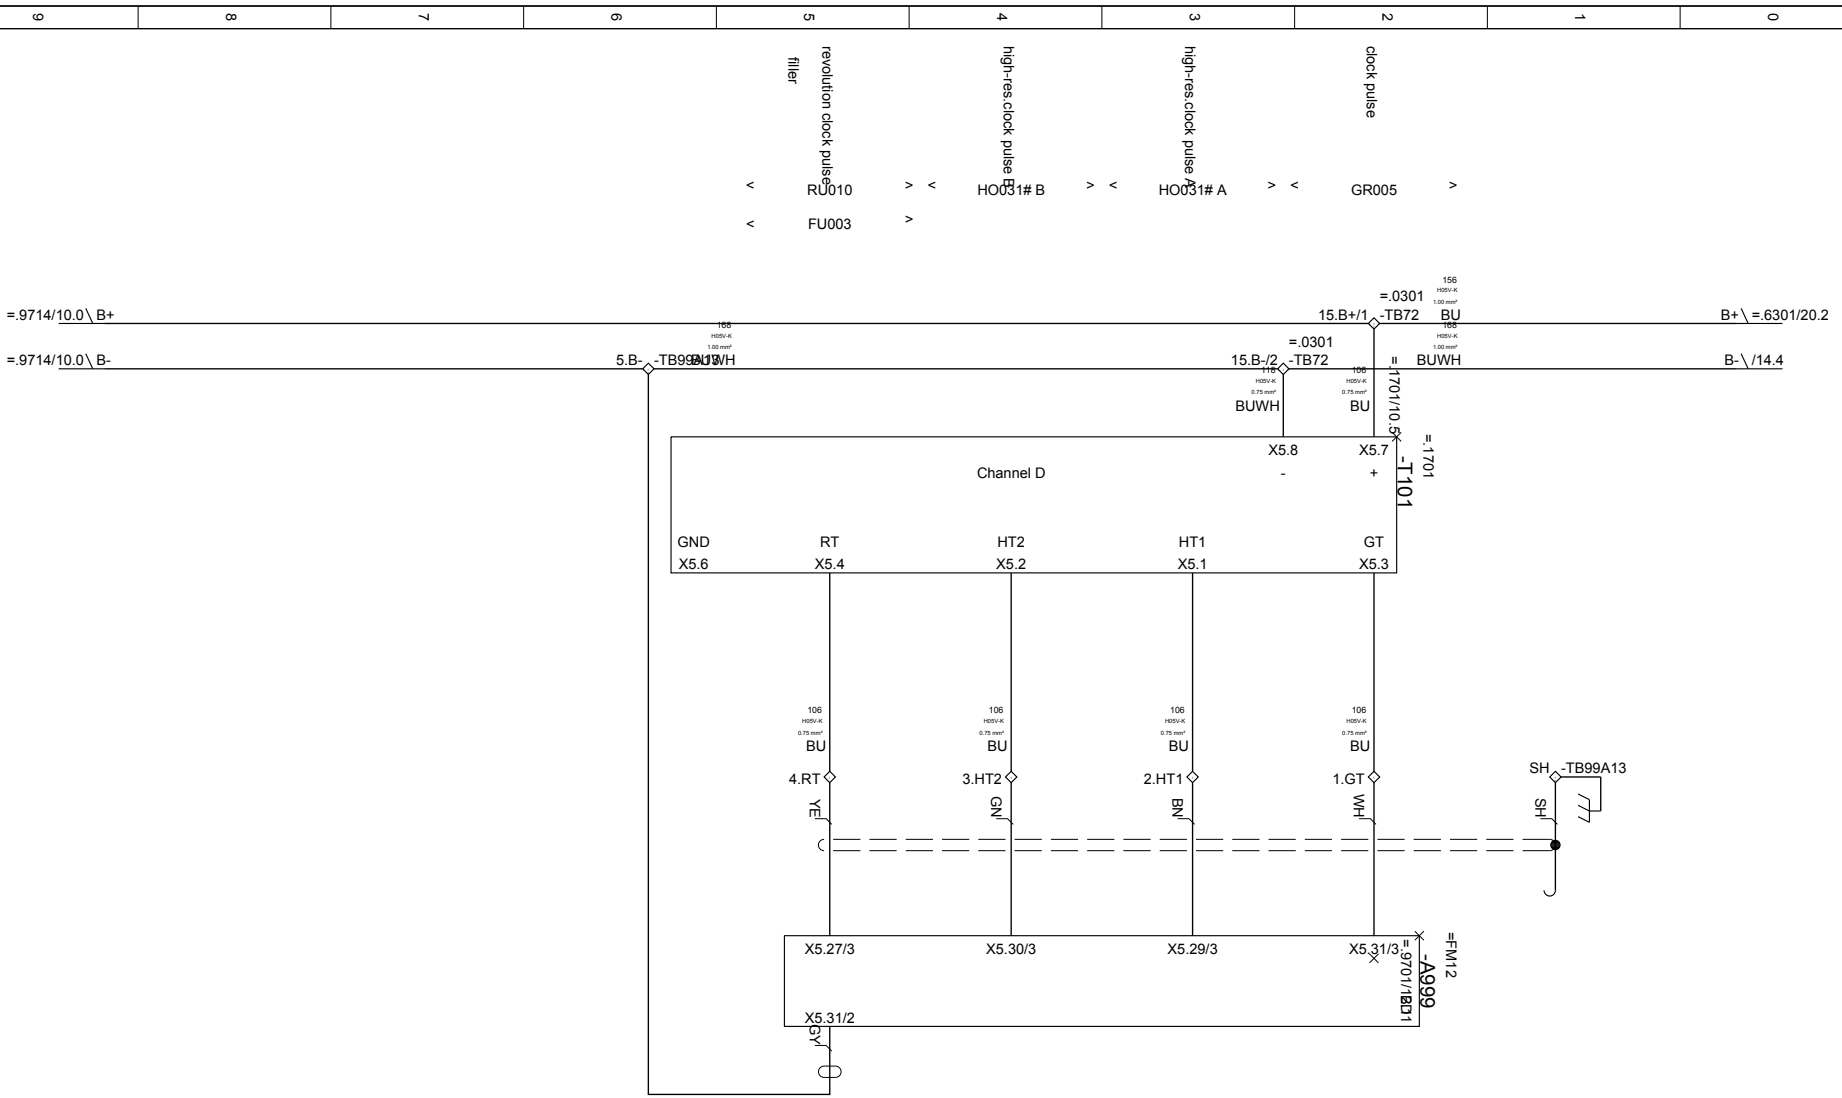 9 8 7 6 5 4 3 2 1 0
revolution clock pulse
filler
high-res.clock pulse B
high-res.clock pulse A
clock pulse
< RU010 > < HO031# B > < HO031# A > < GR005 >
< FU003 >
156
H05V-K
1.00 mm²
=.0301
=.9714/10.0 \ B+
15.B+/1 -TB72 BU
B+ \ =.6301/20.2
168
H05V-K
1.00 mm²
168
H05V-K
1.00 mm²
=.0301
=.9714/10.0 \ B-
5.B- -TB99A13 BUWH
15.B-/2 -TB72 BUWH
B- \ /14.4
118
H05V-K
0.75 mm²
BUWH
106
H05V-K
0.75 mm²
BU
=.1701/10.5
=.1701
-T101
X5.8 X5.7
Channel D - +
GND RT HT2 HT1 GT
X5.6 X5.4 X5.2 X5.1 X5.3
106 106 106 106
H05V-K H05V-K H05V-K H05V-K
0.75 mm² 0.75 mm² 0.75 mm² 0.75 mm²
BU BU BU BU
4.RT 3.HT2 2.HT1 1.GT SH -TB99A13
YE GN BN WH SH
X5.27/3 X5.30/3 X5.29/3 X5.31/3
=FM12
-A999
X5.31/2
GY